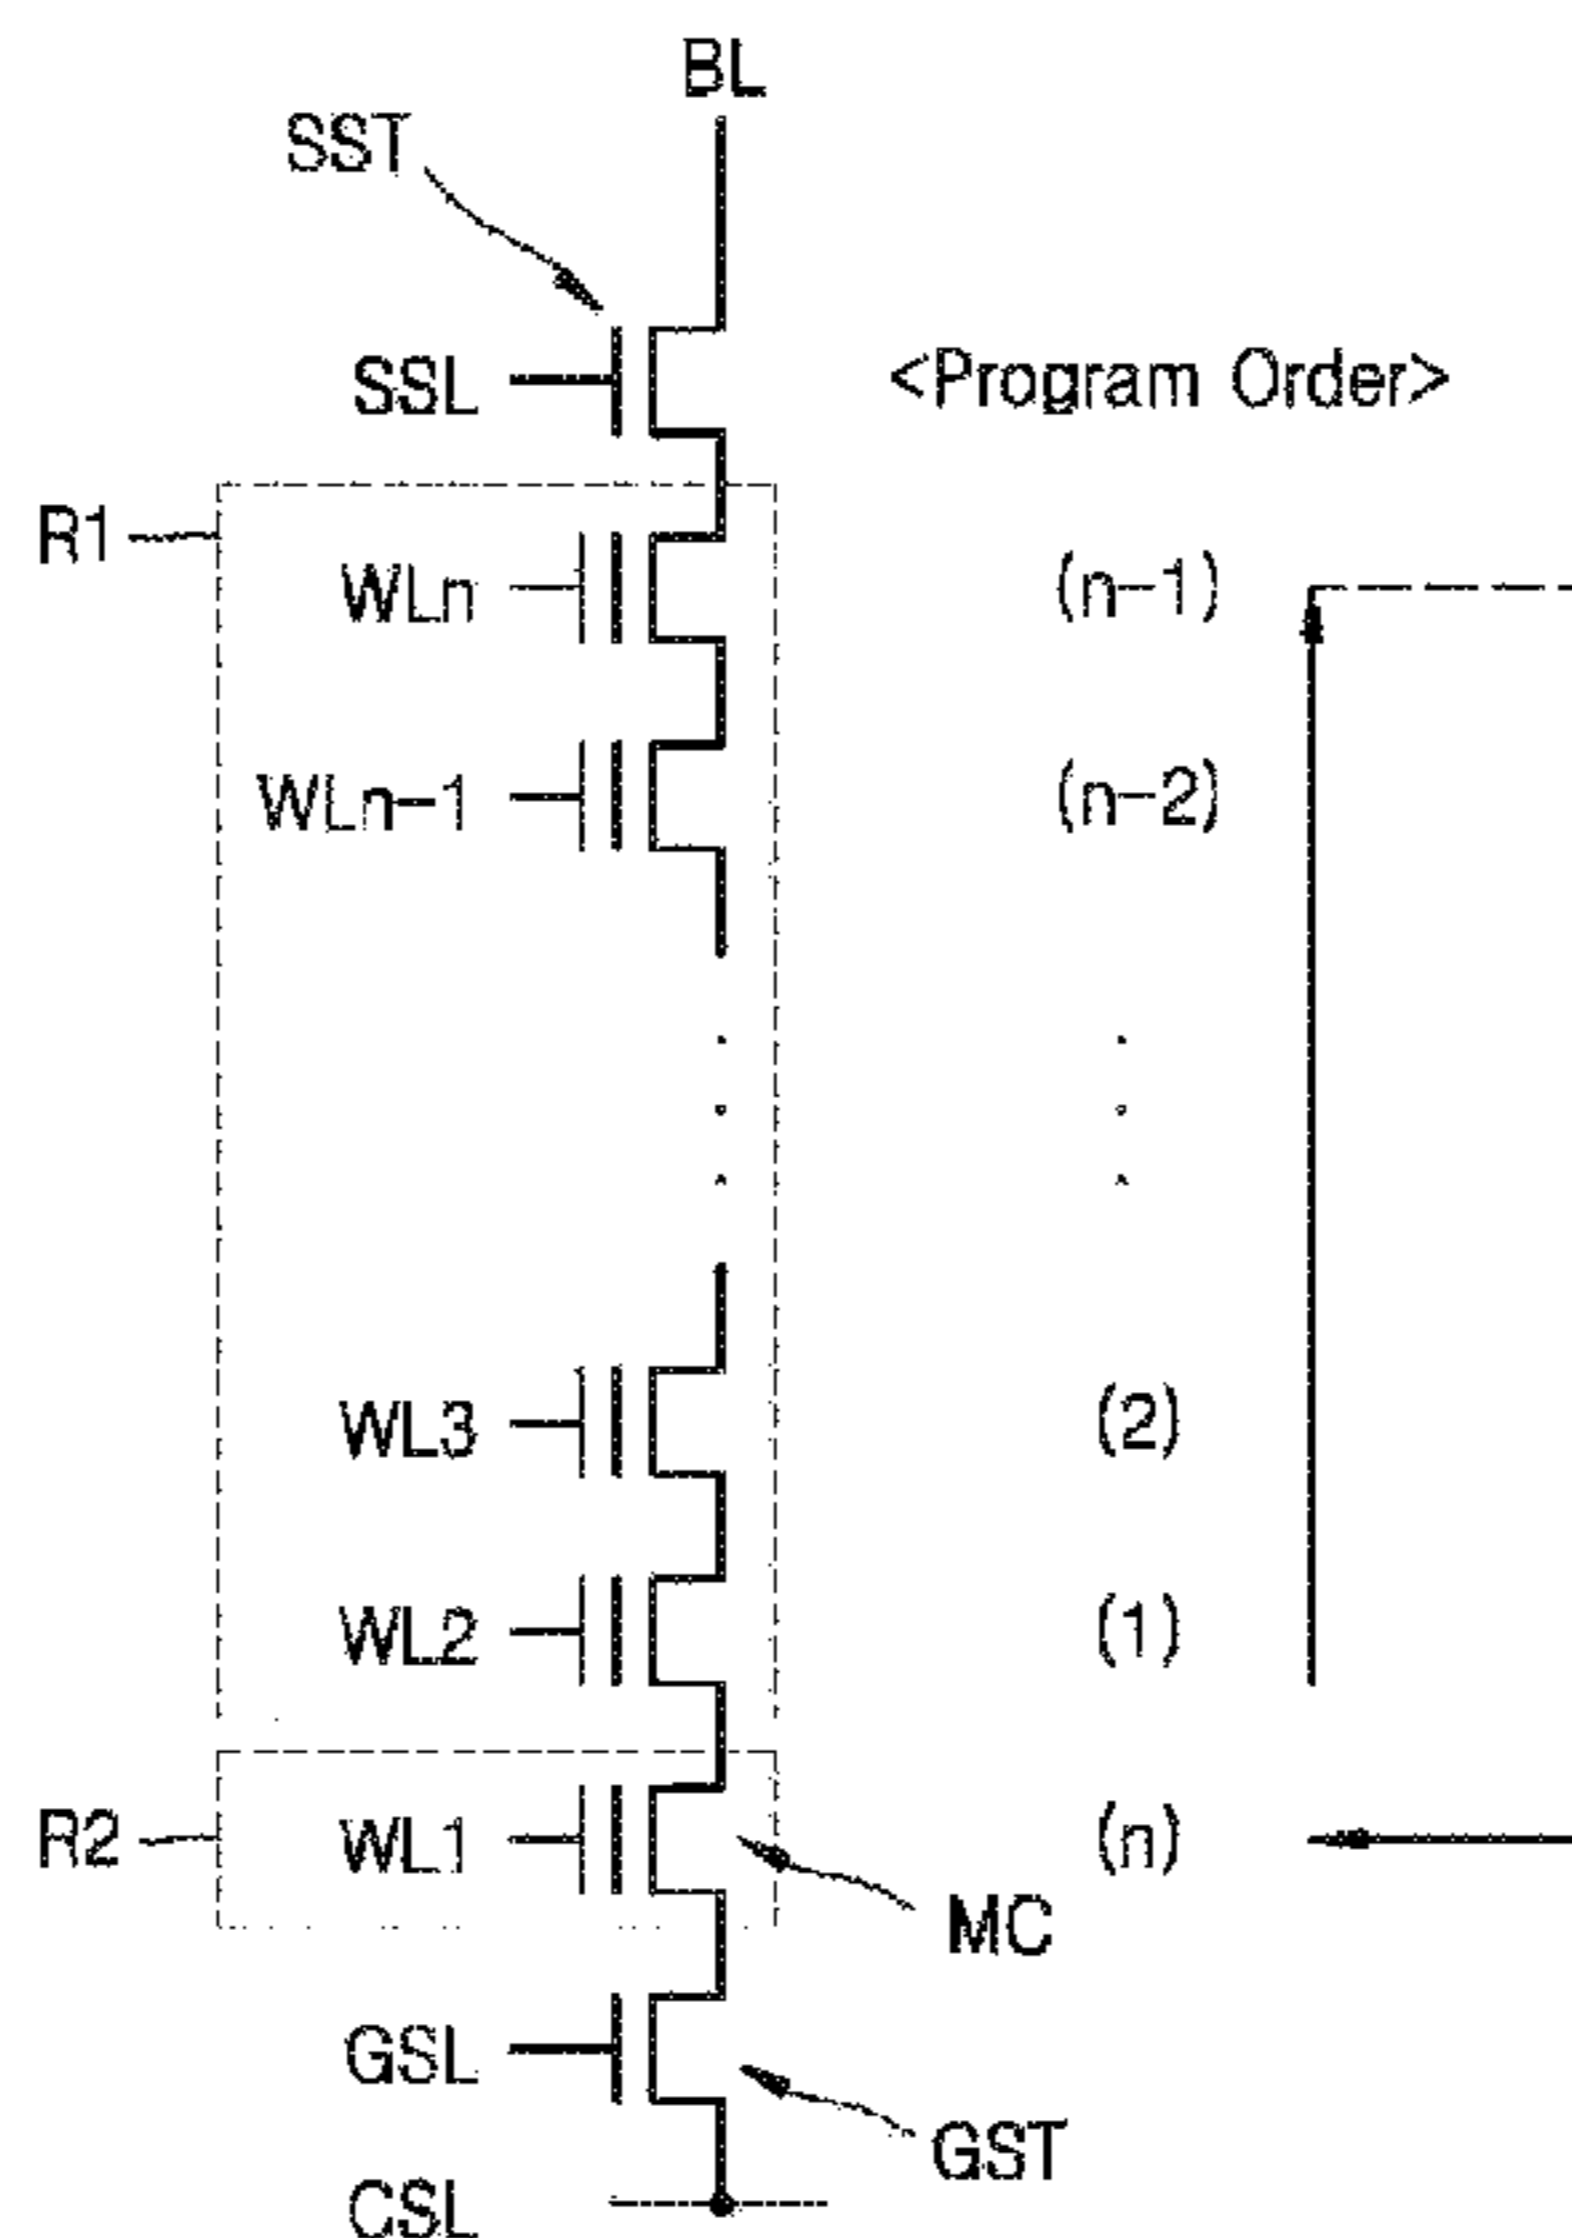 BL
SST
SSL
<Program Order>
R1
WLn
(n-1)
WLn-1
(n-2)
WL3
(2)
WL2
(1)
R2
WL1
(n)
MC
GSL
GST
CSL